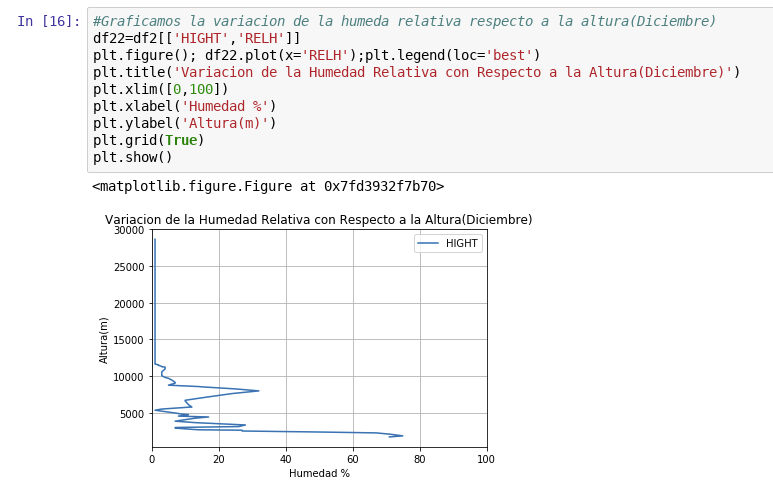 In [16]: #Graficamos la variacion de la humeda relativa respecto a la altura(Diciembre)
df22=df2[['HIGHT','RELH']]
plt.figure(); df22.plot(x='RELH');plt.legend(loc='best')
plt.title('Variacion de la Humedad Relativa con Respecto a la Altura(Diciembre)')
plt.xlim([0,100])
plt.xlabel('Humedad %')
plt.ylabel('Altura(m)')
plt.grid(True)
plt.show()
<matplotlib.figure.Figure at 0x7fd3932f7b70>
Variacion de la Humedad Relativa con Respecto a la Altura(Diciembre)
HIGHT
30000
25000
20000
15000
10000
5000
Altura(m)
0 20 40 60 80 100
Humedad %